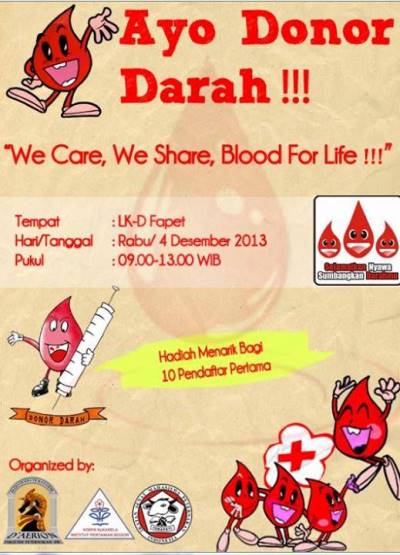 Ayo Donor
Darah !!!
“We Care, We Share, Blood For Life !!!”
Tempat : LK-D Fapet
Hari/Tanggal : Rabu/ 4 Desember 2013
Pukul : 09.00-13.00 WIB
Selamatkan Nyawa
Sumbangkan Darahmu
Hadiah Menarik Bagi
10 Pendaftar Pertama
DONOR DARAH
Organized by:
D'AERION
KORPS SUKARELA
INSTITUT PERTANIAN BOGOR